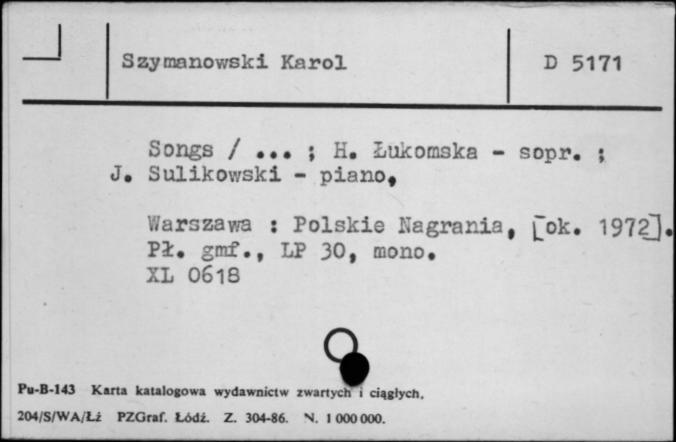 Szymanowski Karol
D 5171
Songs / ... ; H. Łukomska - sopr. ;
J. Sulikowski - piano,
Warszawa : Polskie Nagrania, [ok. 1972].
Pł. gmf., LP 30, mono.
XL 0618
Pu-B-143 Karta katalogowa wydawnictw zwartych i ciągłych.
204/S/WA/Łż PZGraf. Łódź. Z. 304-86. N. 1 000 000.